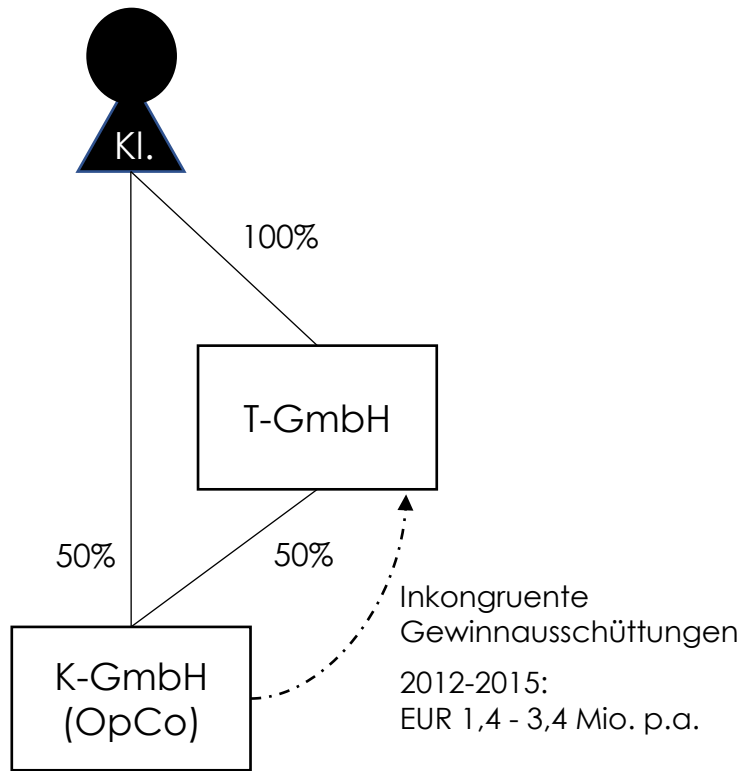 Kl.
100%
T-GmbH
50%
50%
K-GmbH
(OpCo)
Inkongruente
Gewinnausschüttungen
2012-2015:
EUR 1,4 - 3,4 Mio. p.a.